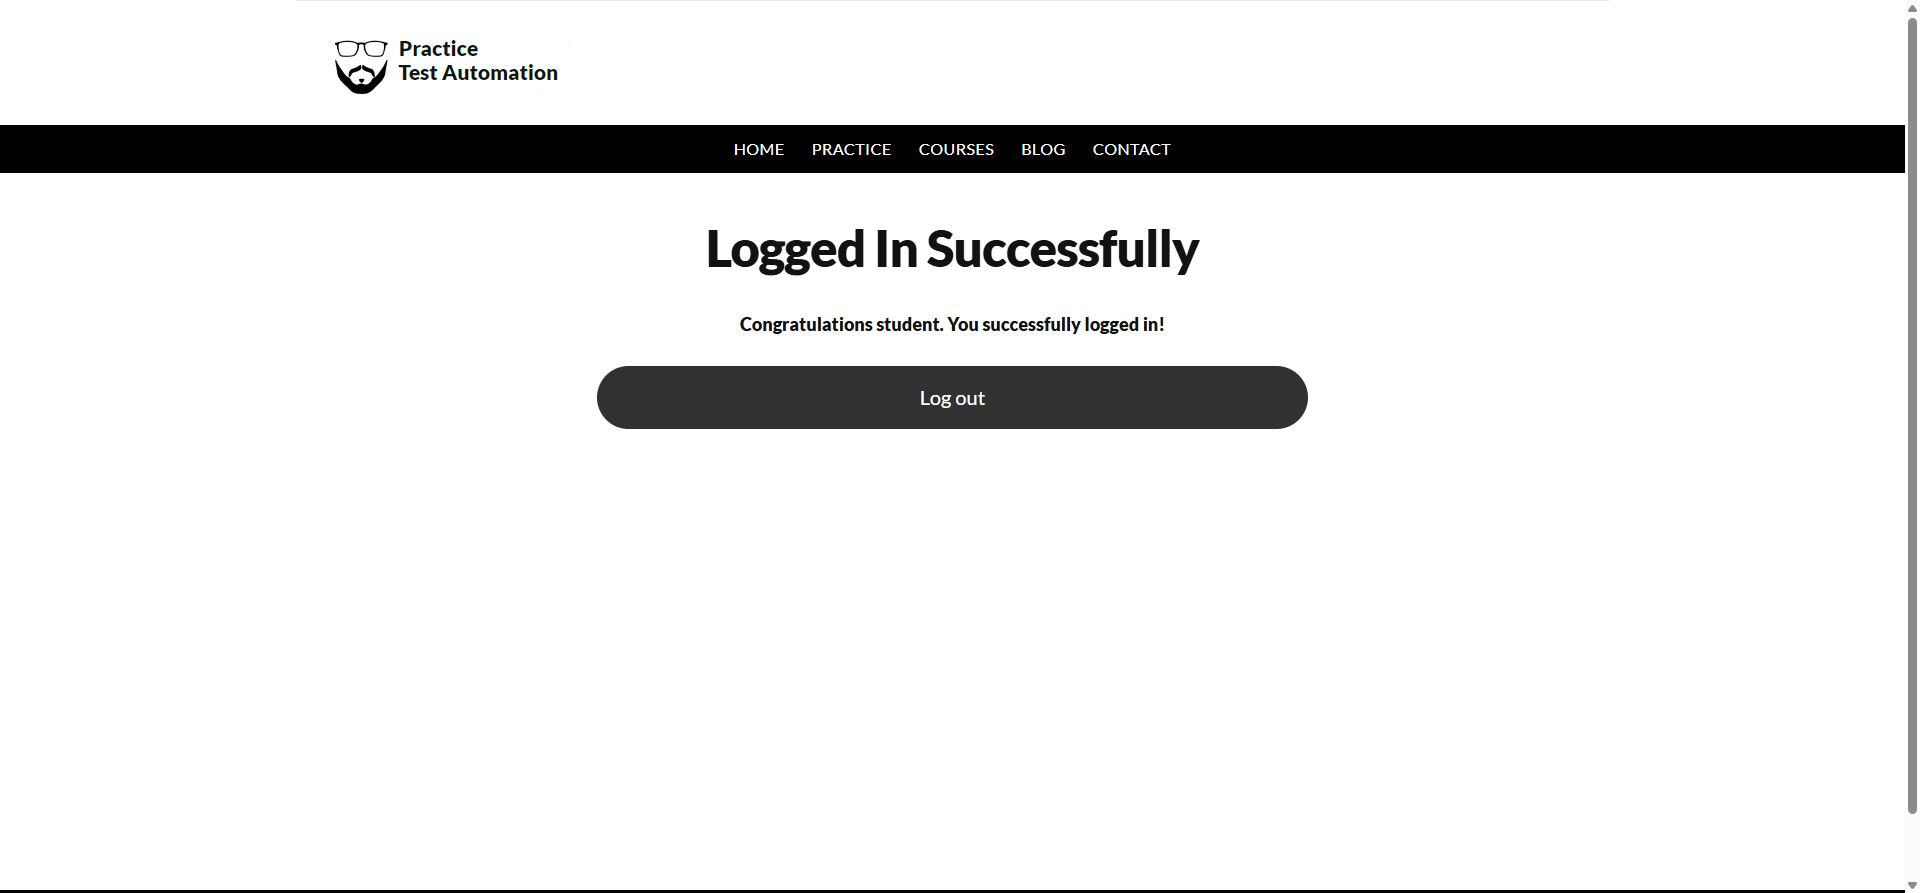 Practice
Test Automation
HOME PRACTICE COURSES BLOG CONTACT
Logged In Successfully
Congratulations student. You successfully logged in!
Log out